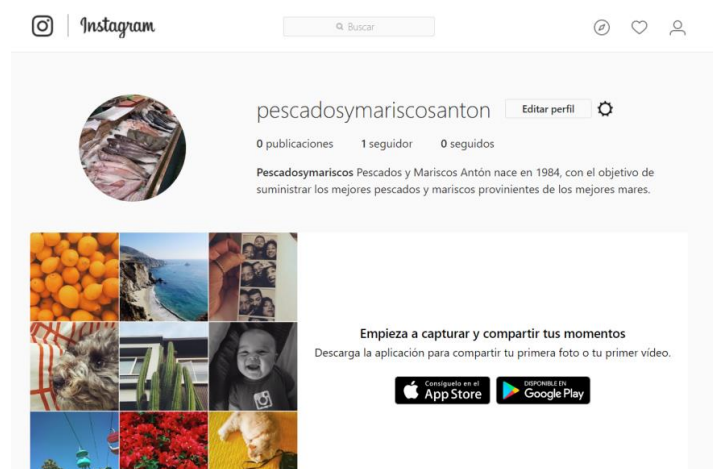 Instagram
Buscar
pescadosymariscosanton Editar perfil
0 publicaciones 1 seguidor 0 seguidos
Pescadosymariscos Pescados y Mariscos Antón nace en 1984, con el objetivo de
suministrar los mejores pescados y mariscos provinientes de los mejores mares.
Empieza a capturar y compartir tus momentos
Descarga la aplicación para compartir tu primera foto o tu primer vídeo.
Consíguelo en el
App Store
DISPONIBLE EN
Google Play